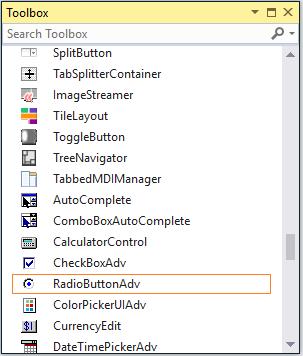 Toolbox
Search Toolbox
SplitButton
TabSplitterContainer
ImageStreamer
TileLayout
ToggleButton
TreeNavigator
TabbedMDIManager
AutoComplete
ComboBoxAutoComplete
CalculatorControl
CheckBoxAdv
RadioButtonAdv
ColorPickerUIAdv
CurrencyEdit
DateTimePickerAdv